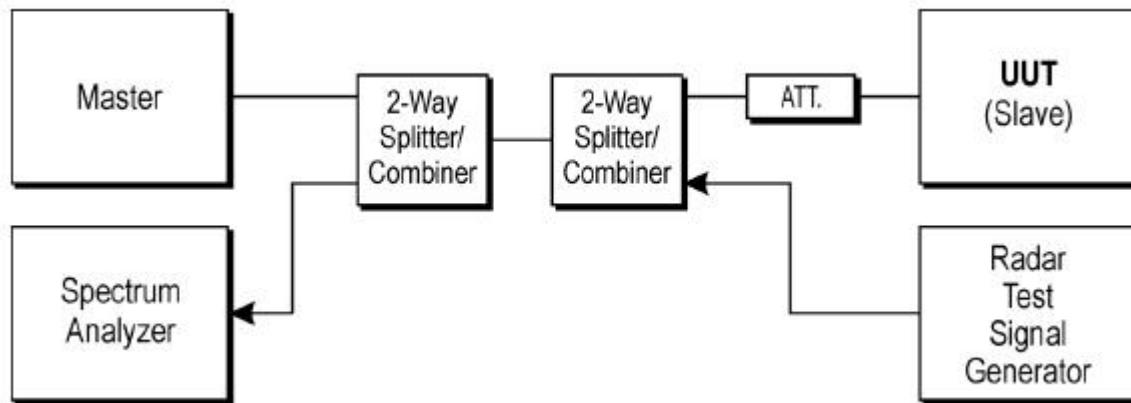 Master
2-Way
Splitter/
Combiner
2-Way
Splitter/
Combiner
ATT.
UUT
(Slave)
Spectrum
Analyzer
Radar
Test
Signal
Generator